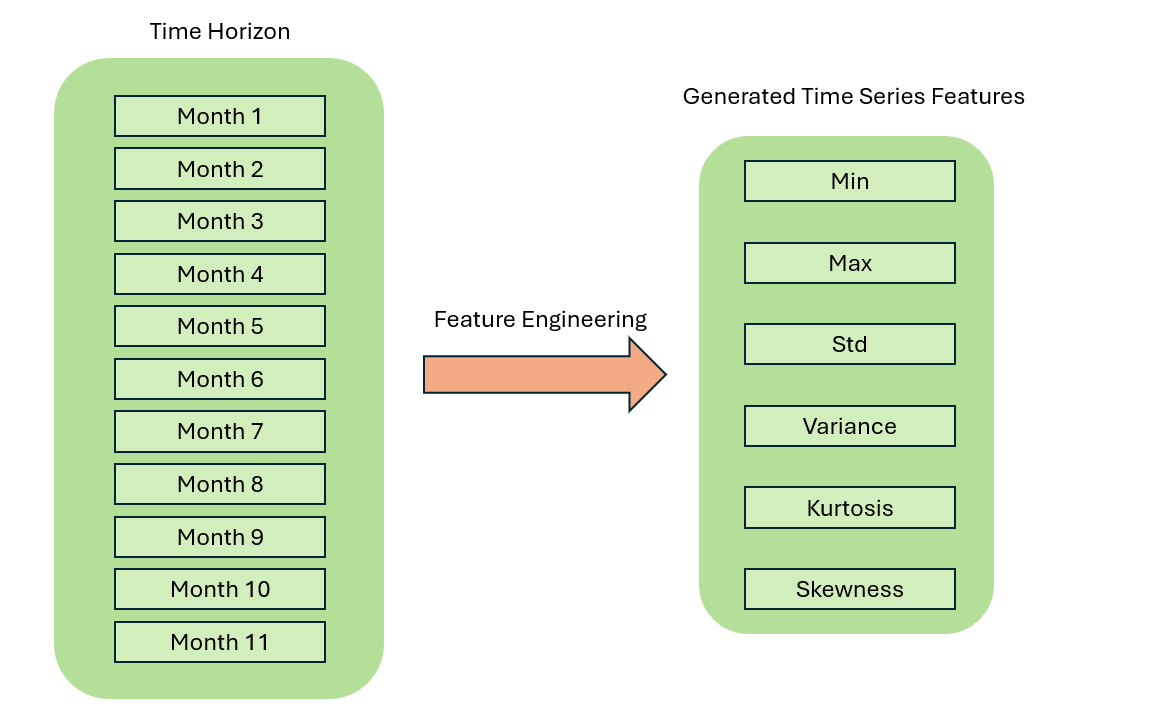 Time Horizon
Month 1
Month 2
Month 3
Month 4
Month 5
Month 6
Month 7
Month 8
Month 9
Month 10
Month 11
Feature Engineering
Generated Time Series Features
Min
Max
Std
Variance
Kurtosis
Skewness